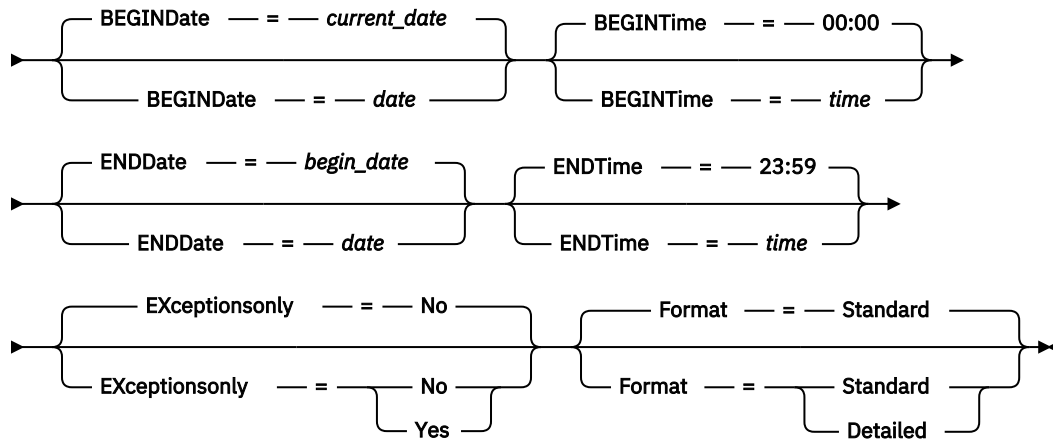 BEGINDate — = — current_date
BEGINTime — = — 00:00
BEGINDate — = — date
BEGINTime — = — time
ENDDate — = — begin_date
ENDTime — = — 23:59
ENDDate — = — date
ENDTime — = — time
EXceptionsonly — = — No
Format — = — Standard
EXceptionsonly — = — No
Yes
Format — = — Standard
Detailed